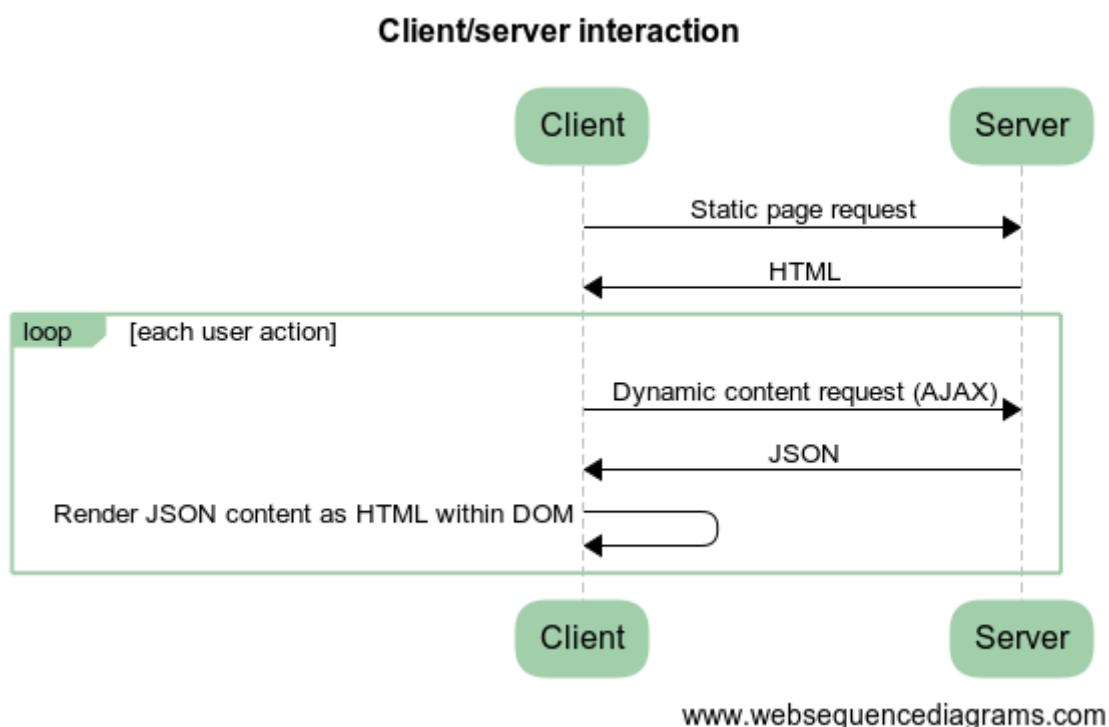 Client/server interaction
Client
Server
Static page request
HTML
loop
[each user action]
Dynamic content request (AJAX)
JSON
Render JSON content as HTML within DOM
Client
Server
www.websequencediagrams.com